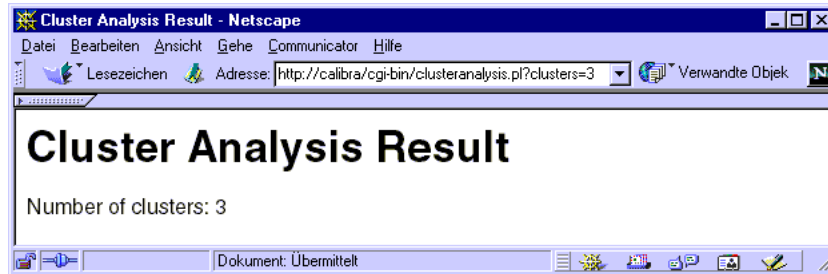 Cluster Analysis Result - Netscape
Datei Bearbeiten Ansicht Gehe Communicator Hilfe
Lesezeichen Adresse: http://calibra/cgi-bin/clusteranalysis.pl?clusters=3 Verwandte Objek N
Cluster Analysis Result
Number of clusters: 3
Dokument: Übermittelt